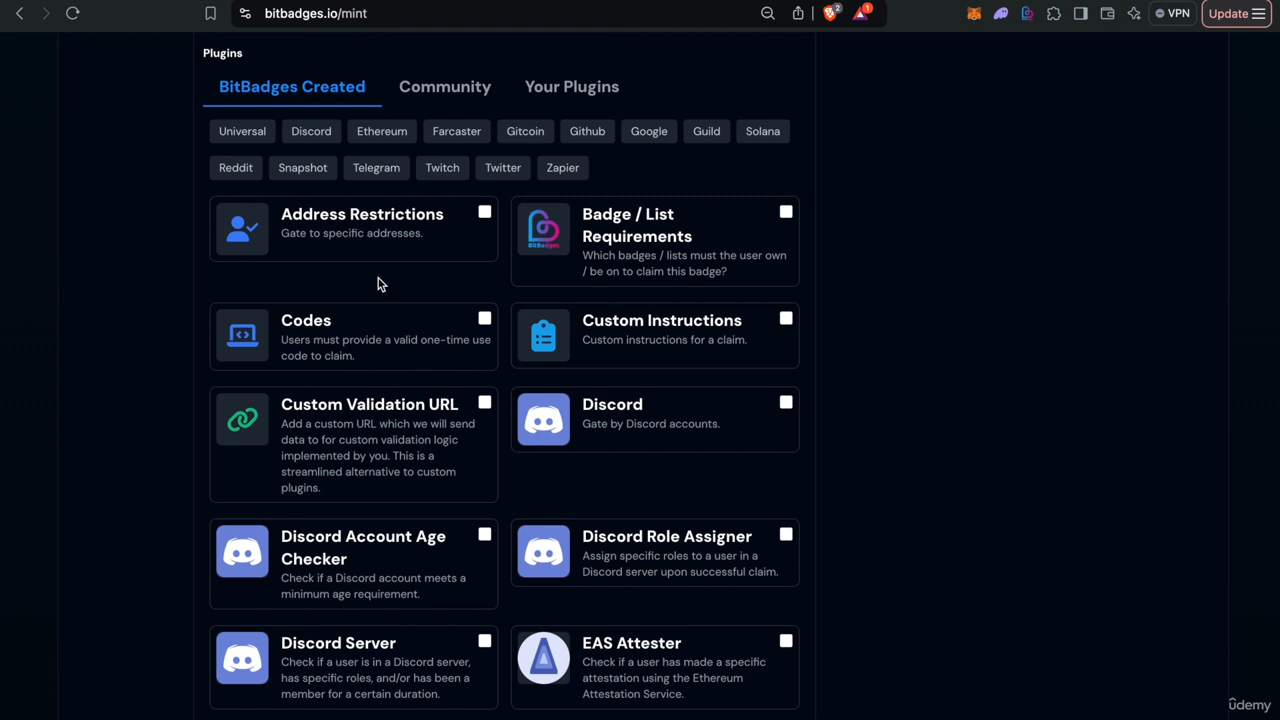 bitbadges.io/mint
2
1
VPN
Update
Plugins
BitBadges Created
Community
Your Plugins
Universal
Discord
Ethereum
Farcaster
Gitcoin
Github
Google
Guild
Solana
Reddit
Snapshot
Telegram
Twitch
Twitter
Zapier
Address Restrictions
Gate to specific addresses.
Badge / List
Requirements
Which badges / lists must the user own
/ be on to claim this badge?
BitBadges
Codes
Users must provide a valid one-time use
code to claim.
Custom Instructions
Custom instructions for a claim.
Custom Validation URL
Add a custom URL which we will send
data to for custom validation logic
implemented by you. This is a
streamlined alternative to custom
plugins.
Discord
Gate by Discord accounts.
Discord Account Age
Checker
Check if a Discord account meets a
minimum age requirement.
Discord Role Assigner
Assign specific roles to a user in a
Discord server upon successful claim.
Discord Server
Check if a user is in a Discord server,
has specific roles, and/or has been a
member for a certain duration.
EAS Attester
Check if a user has made a specific
attestation using the Ethereum
Attestation Service.
ûdemy